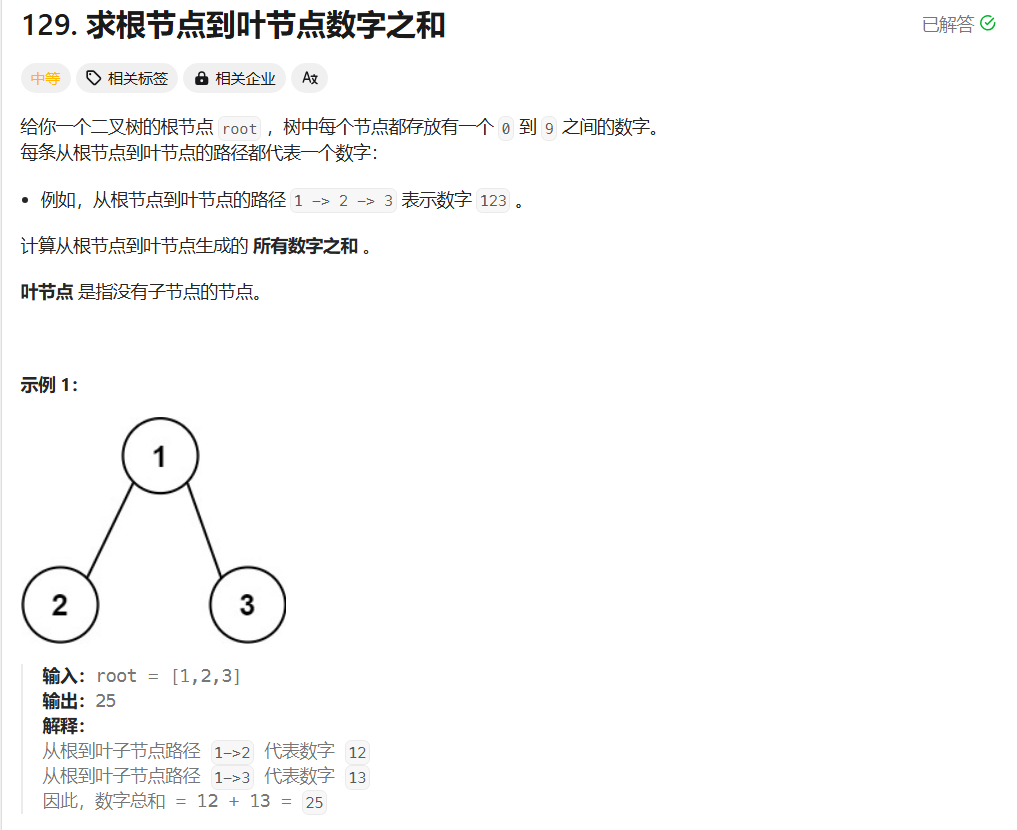 129. 求根节点到叶节点数字之和
已解答
中等 相关标签 相关企业 Aあ
给你一个二叉树的根节点 root ，树中每个节点都存放有一个 0 到 9 之间的数字。
每条从根节点到叶节点的路径都代表一个数字：
• 例如，从根节点到叶节点的路径 1 -> 2 -> 3 表示数字 123 。
计算从根节点到叶节点生成的 所有数字之和 。
叶节点 是指没有子节点的节点。
示例 1：
1
2 3
输入：root = [1,2,3]
输出：25
解释：
从根到叶子节点路径 1->2 代表数字 12
从根到叶子节点路径 1->3 代表数字 13
因此，数字总和 = 12 + 13 = 25